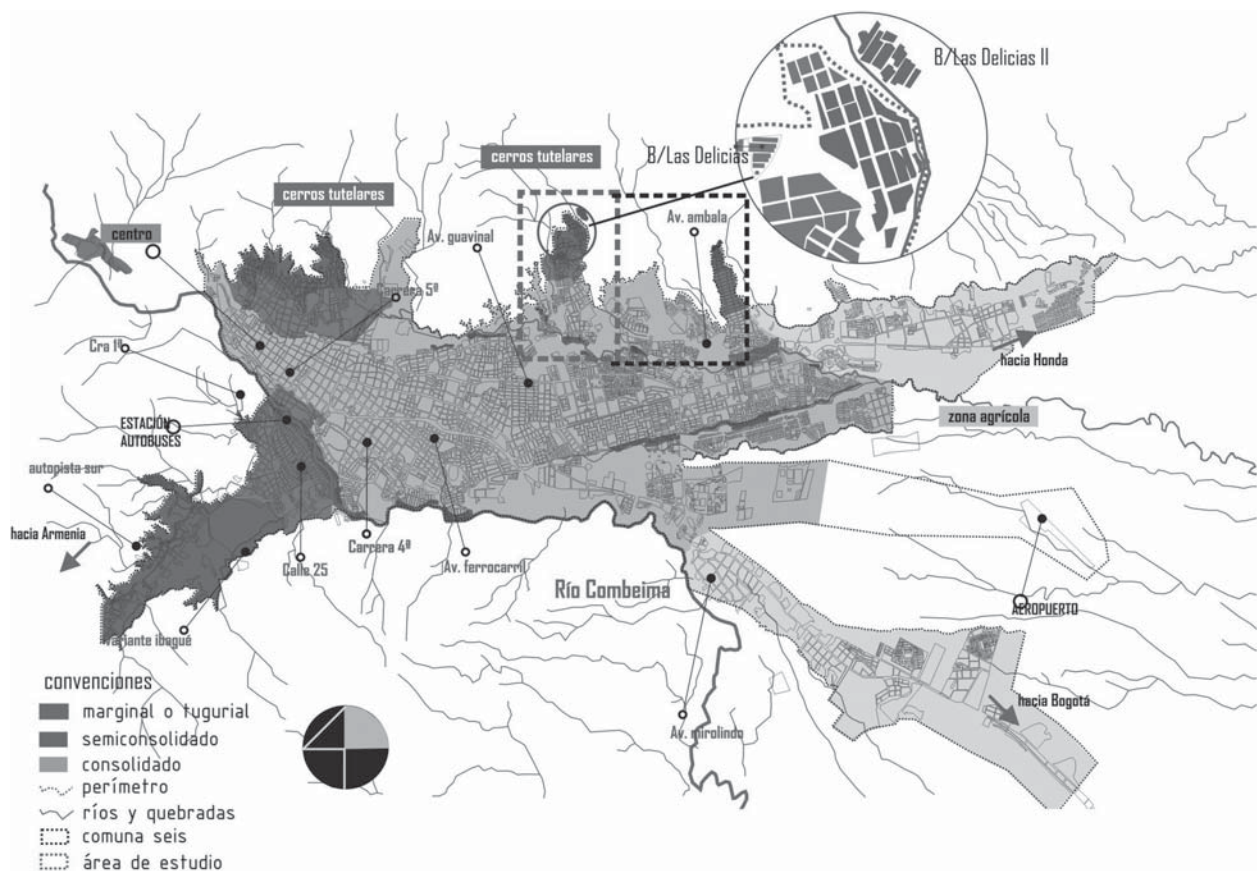 B/Las Delicias II
B/Las Delicias
cerros tutelares
cerros tutelares
Av. ambala
centro
Av. guavinal
Carrera 5ª
Cra 1ª
hacia Honda
ESTACIÓN
AUTOBUSES
zona agrícola
autopista sur
hacia Armenia
Calle 25
Carrera 4ª
Av. ferrocarril
Río Combeima
AEROPUERTO
variante ibagué
hacia Bogotá
Av. mirolindo
convenciones
marginal o tugurial
semiconsolidado
consolidado
perímetro
ríos y quebradas
comuna seis
área de estudio